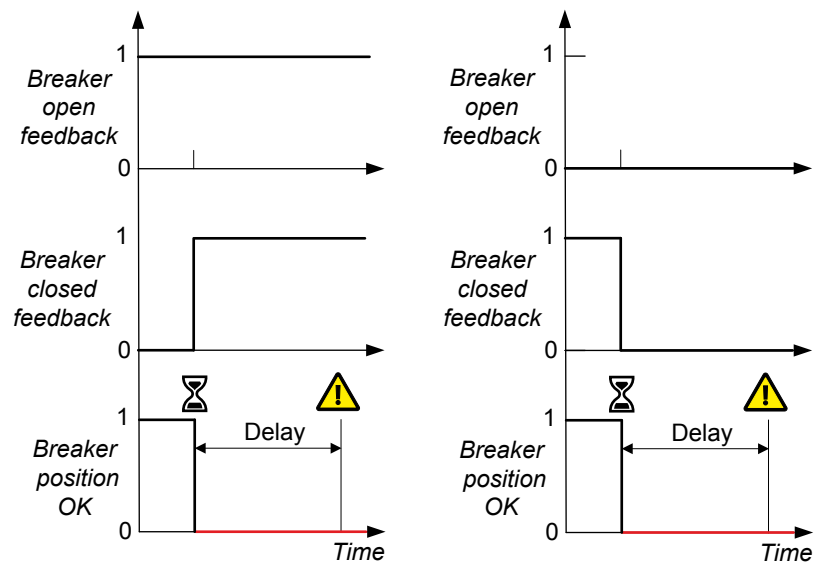 1
Breaker
open
feedback
0
1
Breaker
closed
feedback
0
1
Delay
Breaker
position
OK
0
Time
1
Breaker
open
feedback
0
1
Breaker
closed
feedback
0
1
Delay
Breaker
position
OK
0
Time